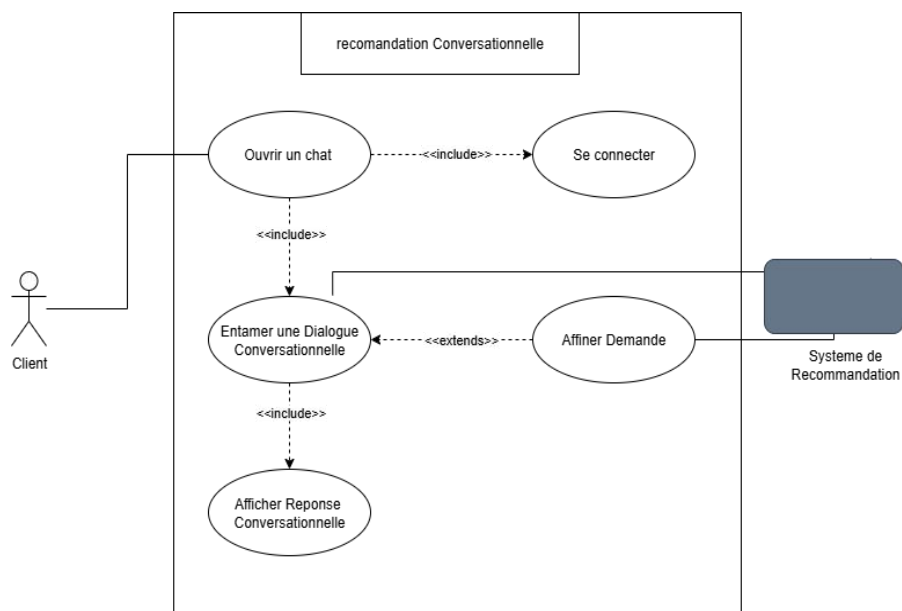 recomandation Conversationnelle
Ouvrir un chat
<<include>>
Se connecter
<<include>>
Client
Entamer une Dialogue
Conversationnelle
<<extends>>
Affiner Demande
Systeme de
Recommandation
<<include>>
Afficher Reponse
Conversationnelle